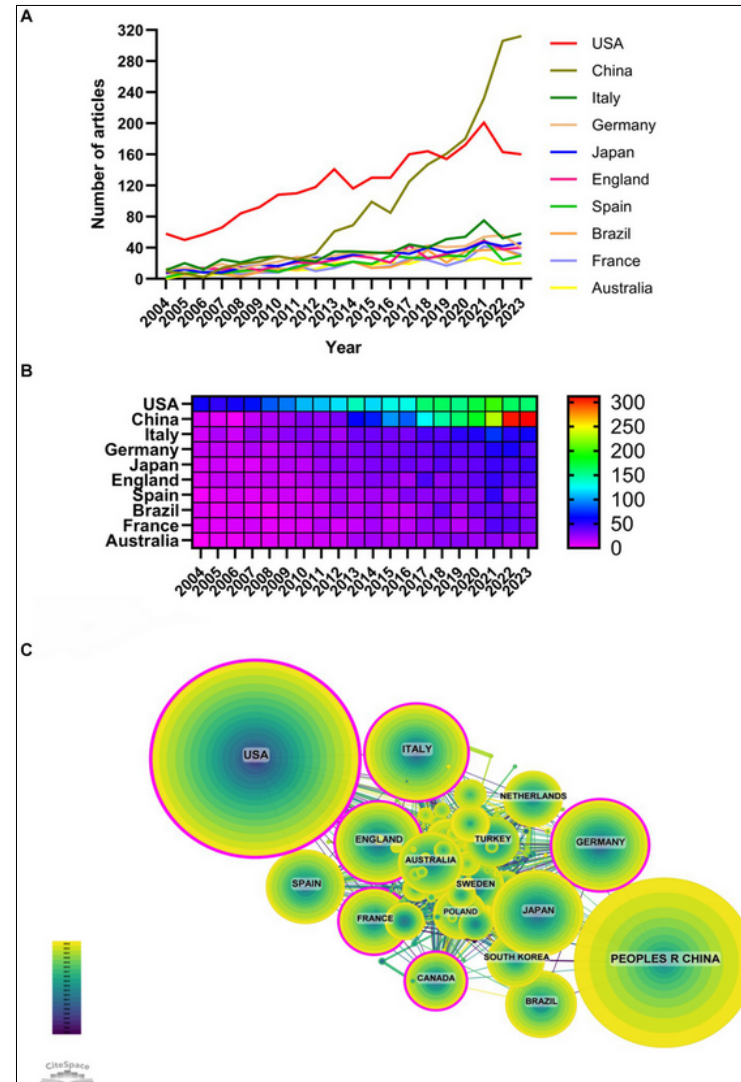 A
320
280
240
200
160
120
80
40
0
Number of articles
2004 2005 2006 2007 2008 2009 2010 2011 2012 2013 2014 2015 2016 2017 2018 2019 2020 2021 2022 2023
Year
USA
China
Italy
Germany
Japan
England
Spain
Brazil
France
Australia
B
USA
China
Italy
Germany
Japan
England
Spain
Brazil
France
Australia
2004 2005 2006 2007 2008 2009 2010 2011 2012 2013 2014 2015 2016 2017 2018 2019 2020 2021 2022 2023
300
250
200
150
100
50
0
C
USA
ITALY
NETHERLANDS
ENGLAND
TURKEY
GERMANY
AUSTRALIA
SPAIN
SWEDEN
FRANCE
POLAND
JAPAN
SOUTH KOREA
PEOPLES R CHINA
CANADA
BRAZIL
CiteSpace